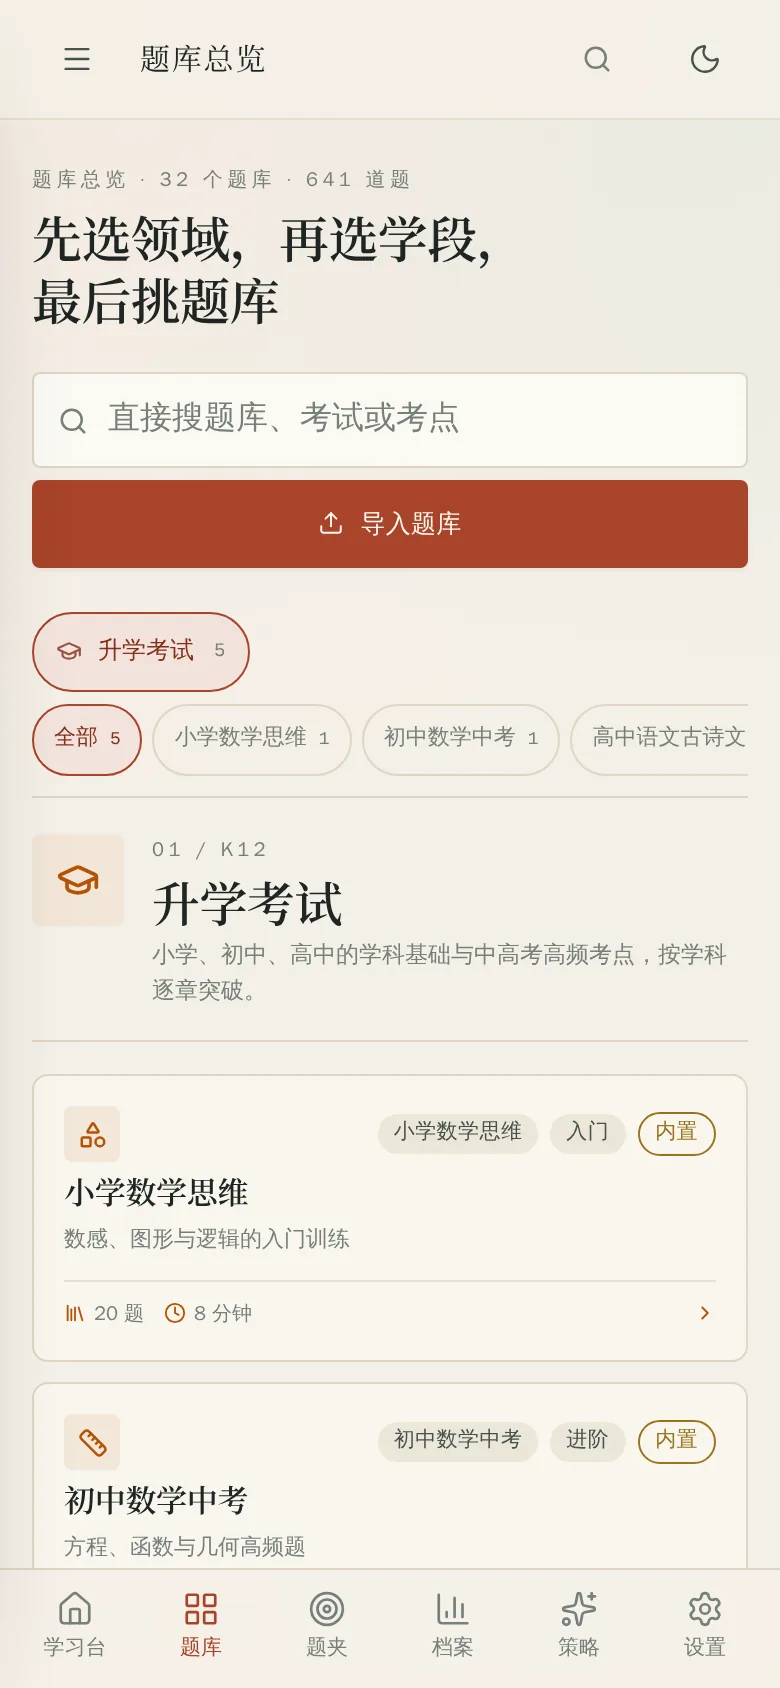 题库总览
题库总览 · 32 个题库 · 641 道题
先选领域，再选学段，
最后挑题库
直接搜题库、考试或考点
导入题库
升学考试 5
全部 5 小学数学思维 1 初中数学中考 1 高中语文古诗文
01 / K12
升学考试
小学、初中、高中的学科基础与中高考高频考点，按学科
逐章突破。
小学数学思维 入门 内置
小学数学思维
数感、图形与逻辑的入门训练
20 题 8 分钟
初中数学中考 进阶 内置
初中数学中考
方程、函数与几何高频题
学习台 题库 题夹 档案 策略 设置